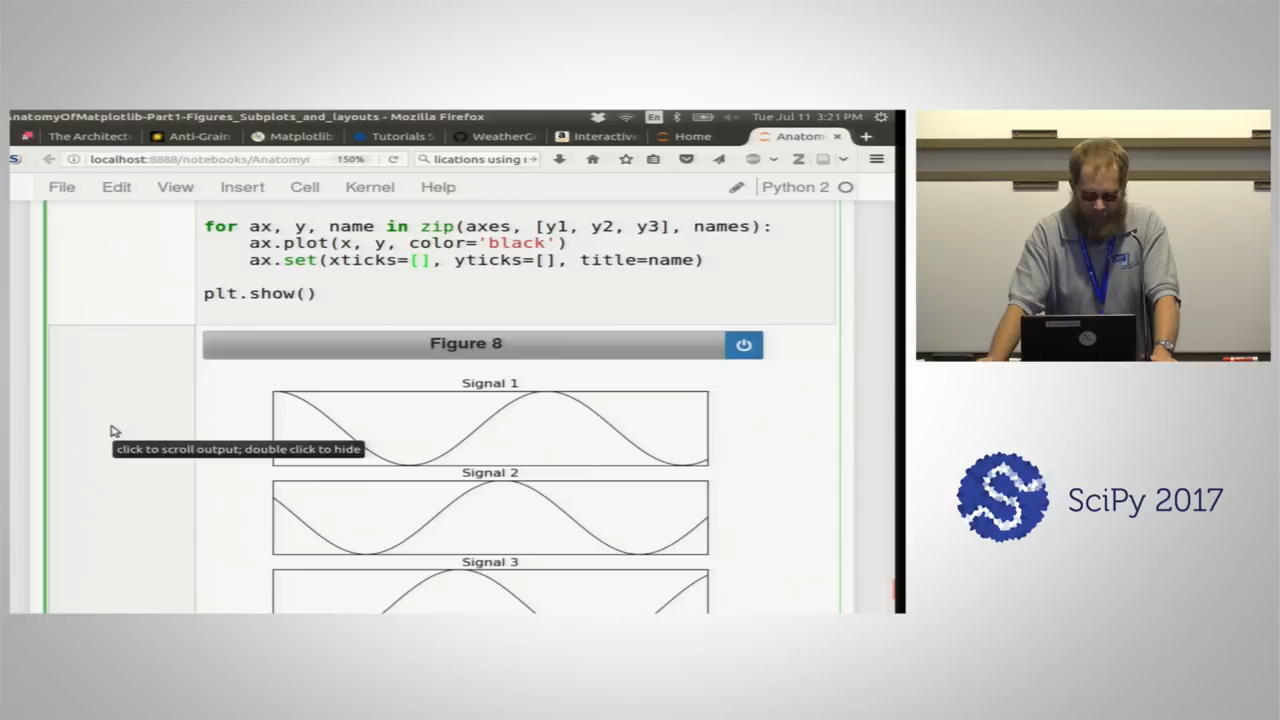 anatomyOfMatplotlib-Part1-Figures_Subplots_and_layouts - Mozilla Firefox
En
Tue Jul 11 3:21 PM
The Architect
Anti-Grain
Matplotlib
Tutorials S
WeatherG
Interactive
Home
Anatom
localhost:8888/notebooks/Anatomy
150%
lications using
File Edit View Insert Cell Kernel Help
Python 2
for ax, y, name in zip(axes, [y1, y2, y3], names):
ax.plot(x, y, color='black')
ax.set(xticks=[], yticks=[], title=name)
plt.show()
Figure 8
Signal 1
click to scroll output; double click to hide
Signal 2
Signal 3
SciPy 2017